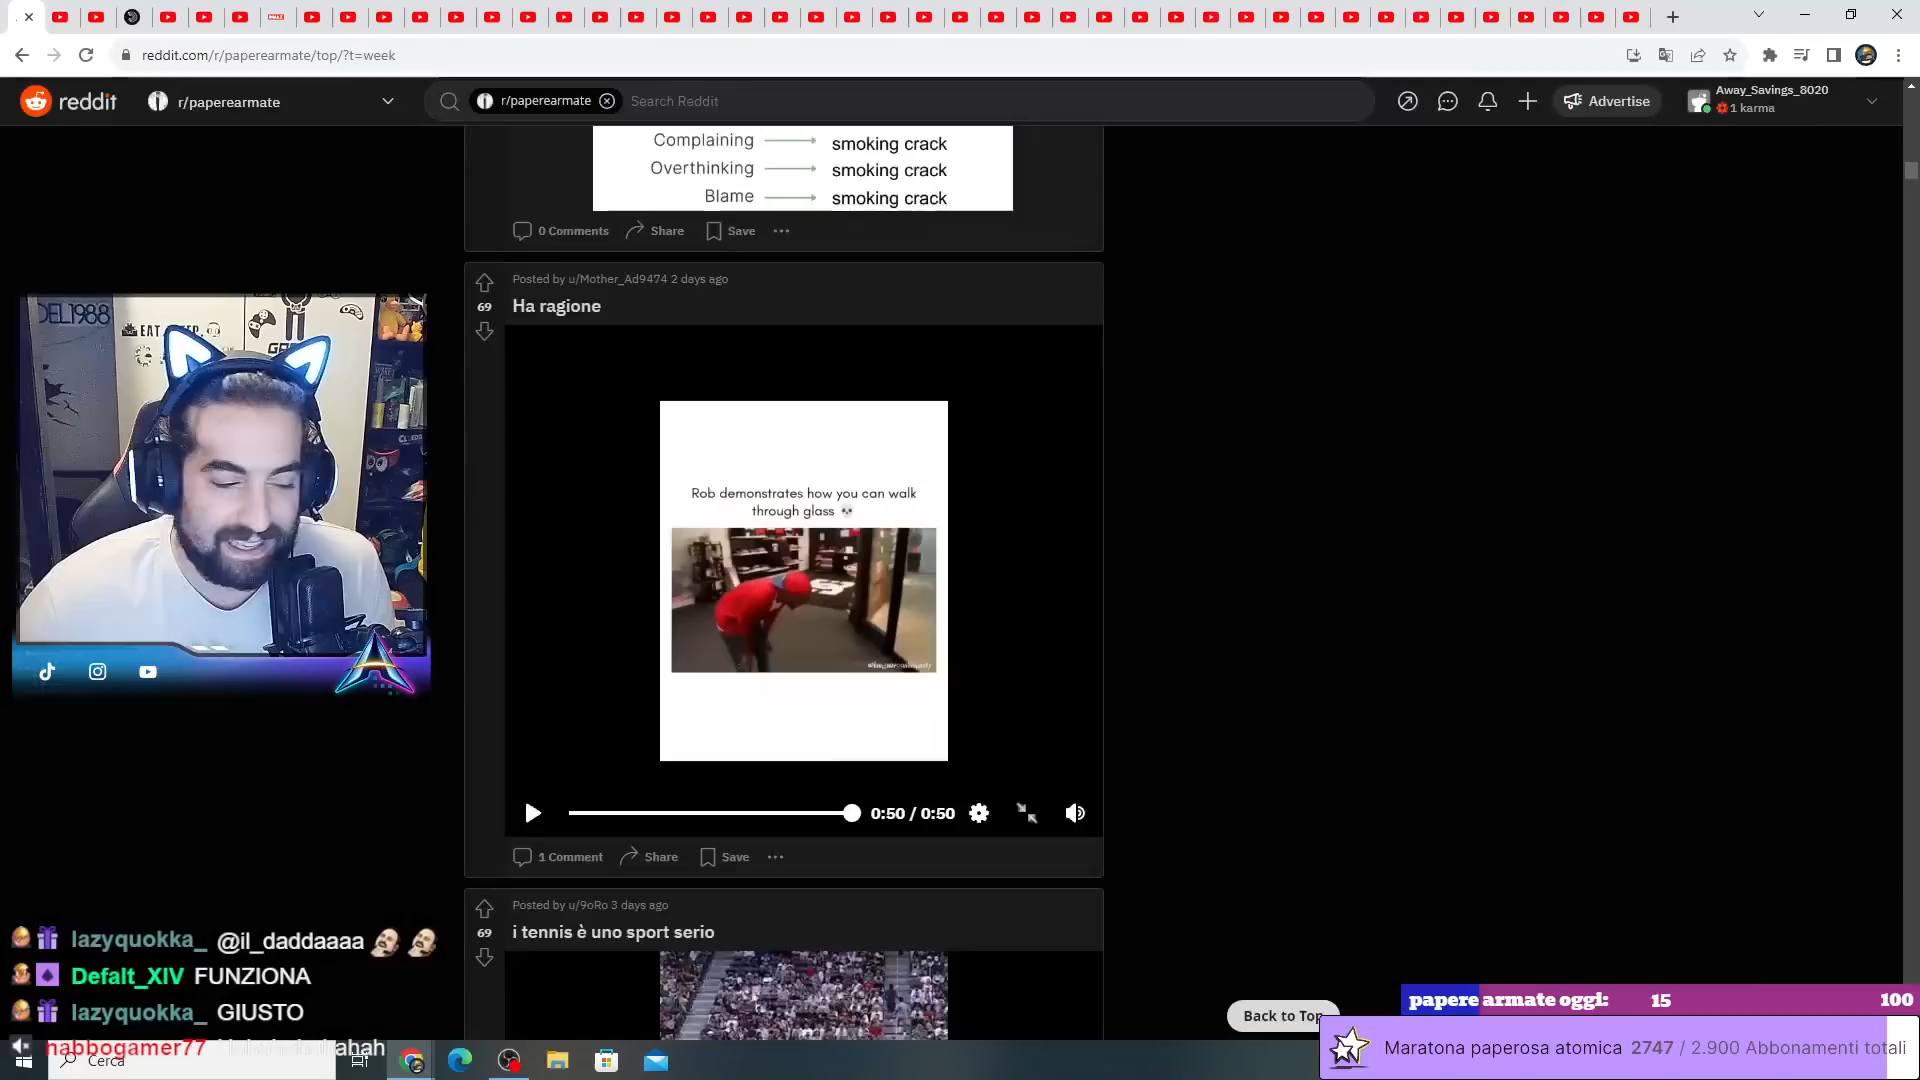 reddit.com/r/paperearmate/top/?t=week
reddit
r/paperearmate
r/paperearmate
Search Reddit
Advertise
Away_Savings_8020
1 karma
Complaining smoking crack
Overthinking smoking crack
Blame smoking crack
0 Comments Share Save
Posted by u/Mother_Ad9474 2 days ago
69
Ha ragione
Rob demonstrates how you can walk
through glass 💀
0:50 / 0:50
1 Comment Share Save
Posted by u/9oRo 3 days ago
69
i tennis è uno sport serio
Back to Top
DEL1988
EAT
lazyquokka_ @il_daddaaaa
Defalt_XIV FUNZIONA
lazyquokka_ GIUSTO
nabbogamer77
Cerca
papere armate oggi: 15 100
Maratona paperosa atomica 2747 / 2.900 Abbonamenti totali